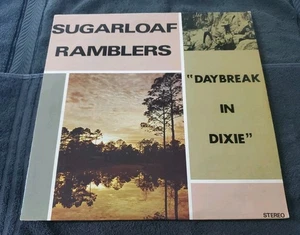 SUGARLOAF
RAMBLERS
"DAYBREAK
IN
DIXIE"
STEREO